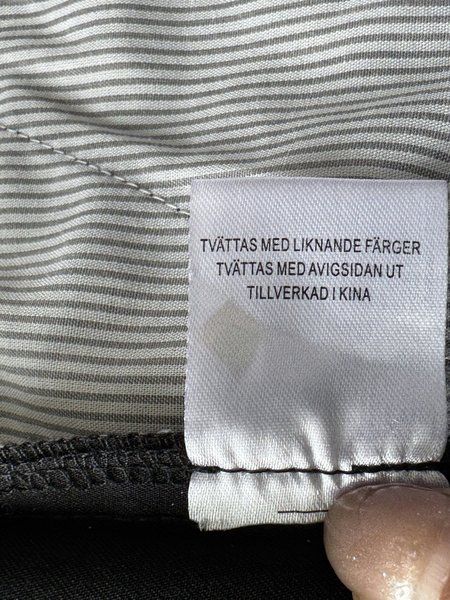 TVÄTTAS MED LIKNANDE FÄRGER
TVÄTTAS MED AVIGSIDAN UT
TILLVERKAD I KINA